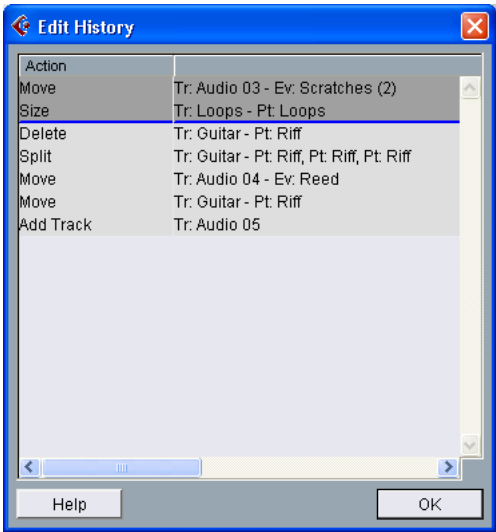 Edit History
Action
Move Tr: Audio 03 - Ev: Scratches (2)
Size Tr: Loops - Pt: Loops
Delete Tr: Guitar - Pt: Riff
Split Tr: Guitar - Pt: Riff, Pt: Riff, Pt: Riff
Move Tr: Audio 04 - Ev: Reed
Move Tr: Guitar - Pt: Riff
Add Track Tr: Audio 05
Help OK